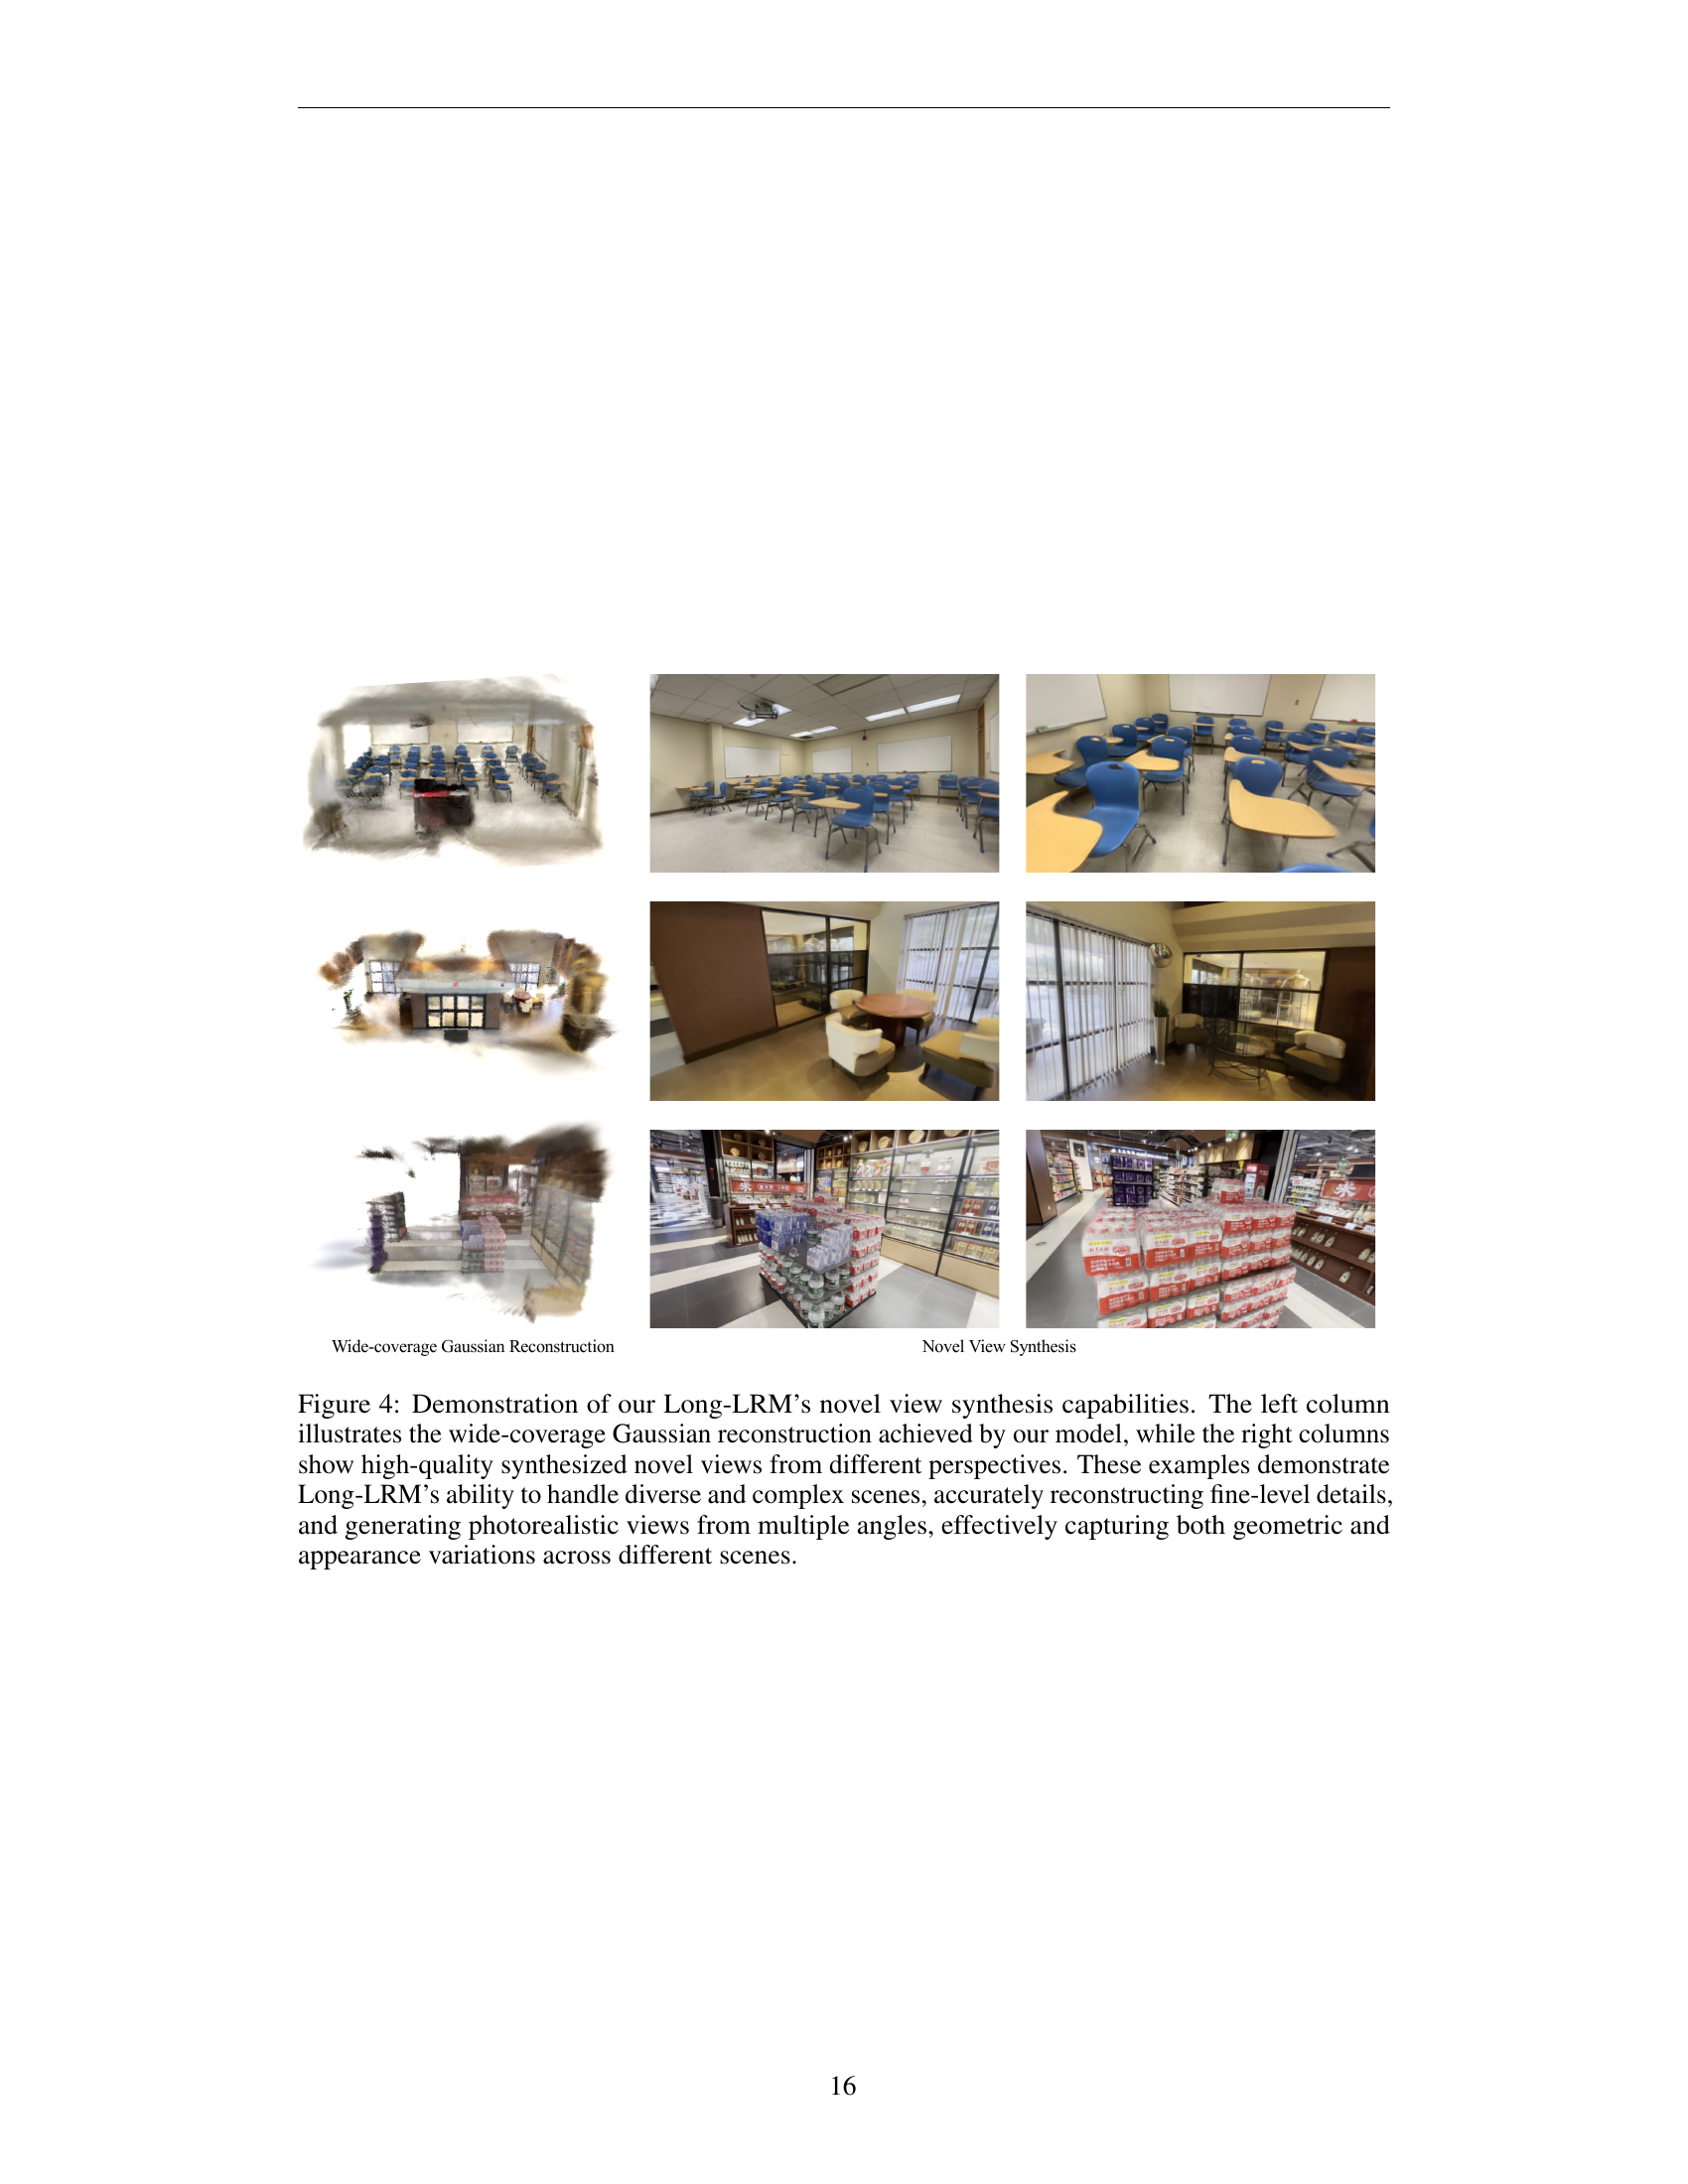 米
米
Wide-coverage Gaussian Reconstruction
Novel View Synthesis
Figure 4: Demonstration of our Long-LRM’s novel view synthesis capabilities. The left column
illustrates the wide-coverage Gaussian reconstruction achieved by our model, while the right columns
show high-quality synthesized novel views from different perspectives. These examples demonstrate
Long-LRM’s ability to handle diverse and complex scenes, accurately reconstructing fine-level details,
and generating photorealistic views from multiple angles, effectively capturing both geometric and
appearance variations across different scenes.
16